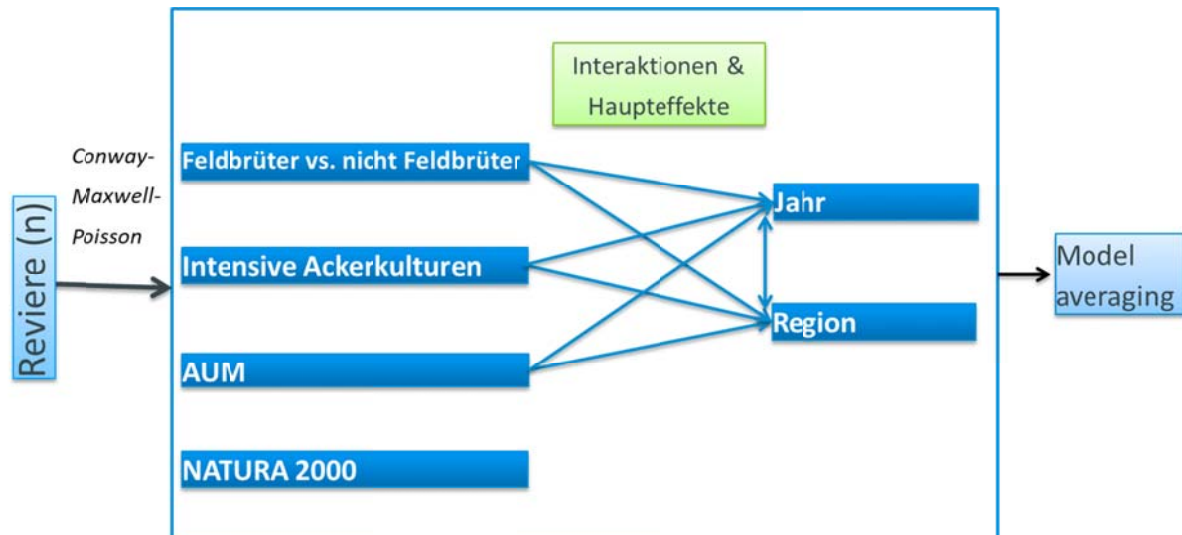 Interaktionen &
Haupteffekte
Conway-
Maxwell-
Poisson
Reviere (n)
Feldbrüter vs. nicht Feldbrüter
Intensive Ackerkulturen
AUM
NATURA 2000
Jahr
Region
Model
averaging